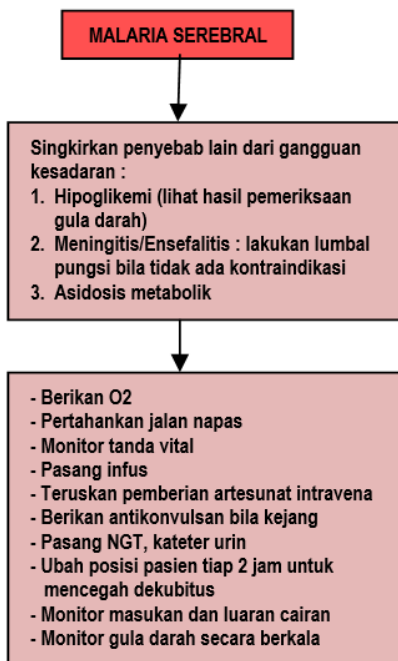 MALARIA SEREBRAL
Singkirkan penyebab lain dari gangguan
kesadaran :
1. Hipoglikemi (lihat hasil pemeriksaan
gula darah)
2. Meningitis/Ensefalitis : lakukan lumbal
pungsi bila tidak ada kontraindikasi
3. Asidosis metabolik
- Berikan O2
- Pertahankan jalan napas
- Monitor tanda vital
- Pasang infus
- Teruskan pemberian artesunat intravena
- Berikan antikonvulsan bila kejang
- Pasang NGT, kateter urin
- Ubah posisi pasien tiap 2 jam untuk
mencegah dekubitus
- Monitor masukan dan luaran cairan
- Monitor gula darah secara berkala